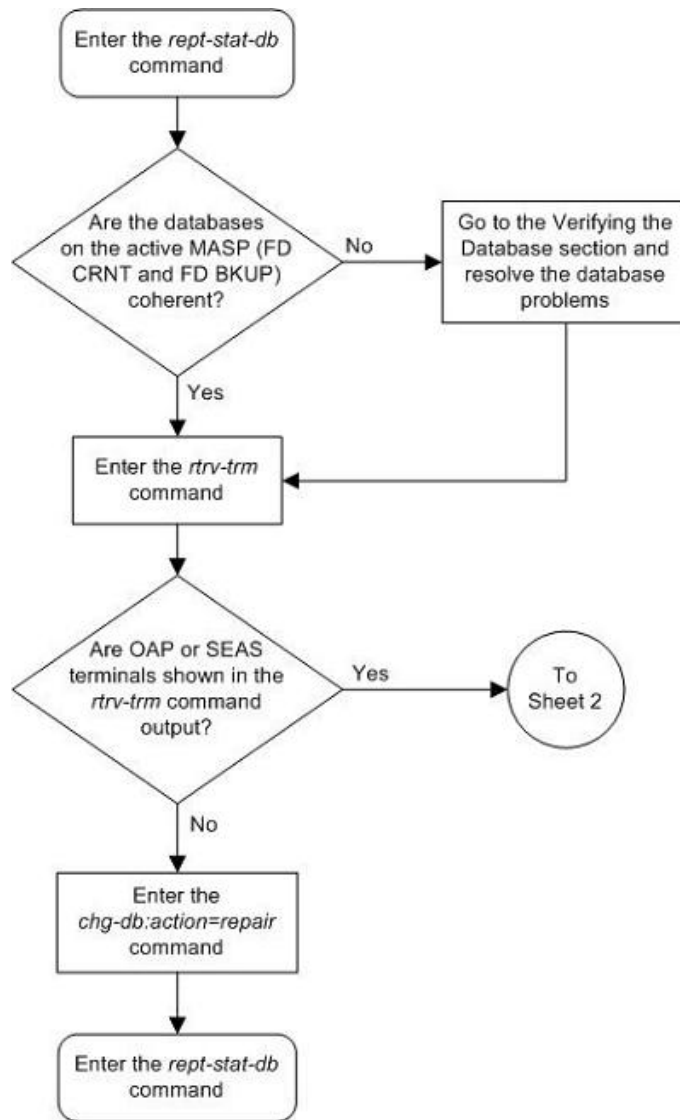 Enter the rept-stat-db
command
Are the databases
on the active MASP (FD
CRNT and FD BKUP)
coherent?
No
Go to the Verifying the
Database section and
resolve the database
problems
Yes
Enter the rtrv-trm
command
Are OAP or SEAS
terminals shown in the
rtrv-trm command
output?
Yes
To
Sheet 2
No
Enter the
chg-db:action=repair
command
Enter the rept-stat-db
command